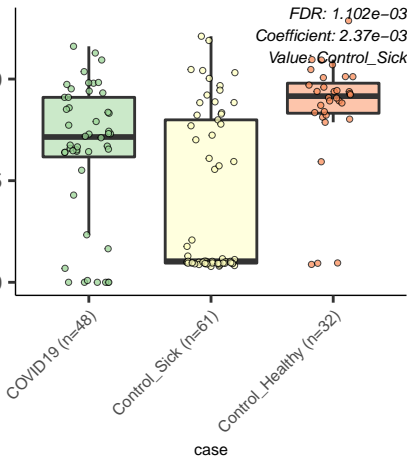 FDR: 1.102e−03
Coefficient: 2.37e−03
Value: Control_Sick
COVID19 (n=48)
Control_Sick (n=61)
Control_Healthy (n=32)
case